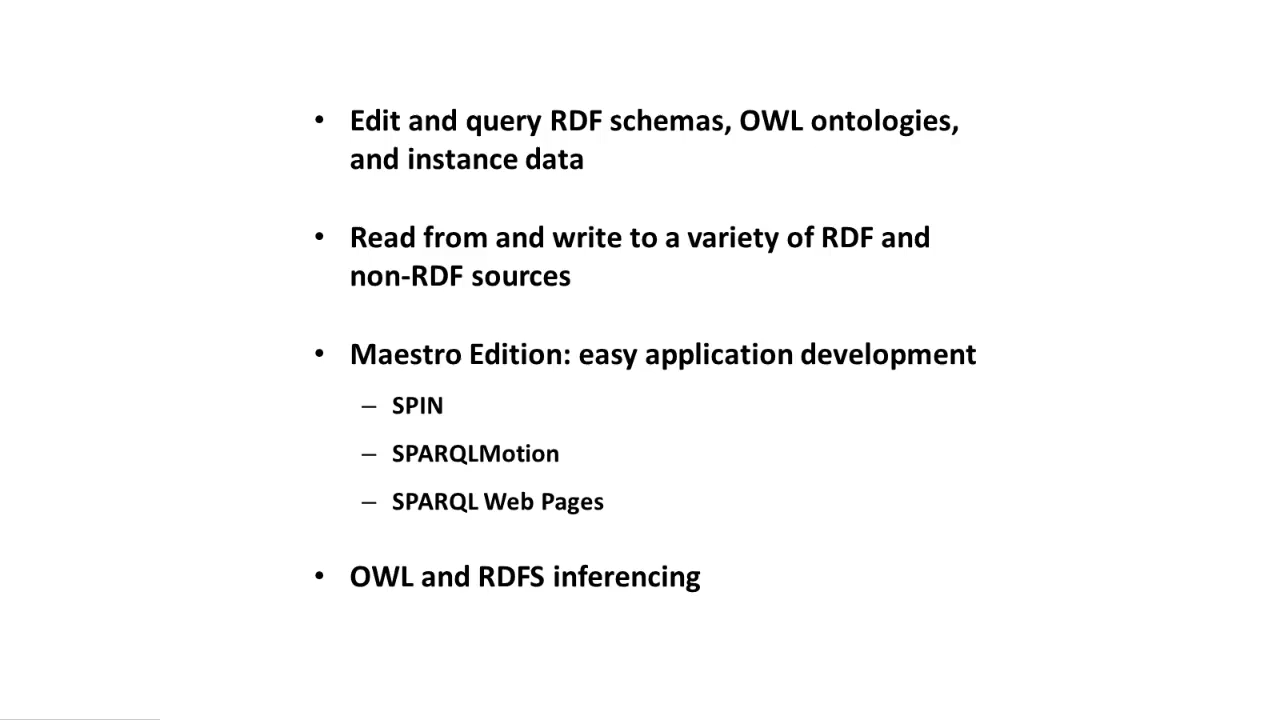 • Edit and query RDF schemas, OWL ontologies,
and instance data
• Read from and write to a variety of RDF and
non-RDF sources
• Maestro Edition: easy application development
– SPIN
– SPARQLMotion
– SPARQL Web Pages
• OWL and RDFS inferencing